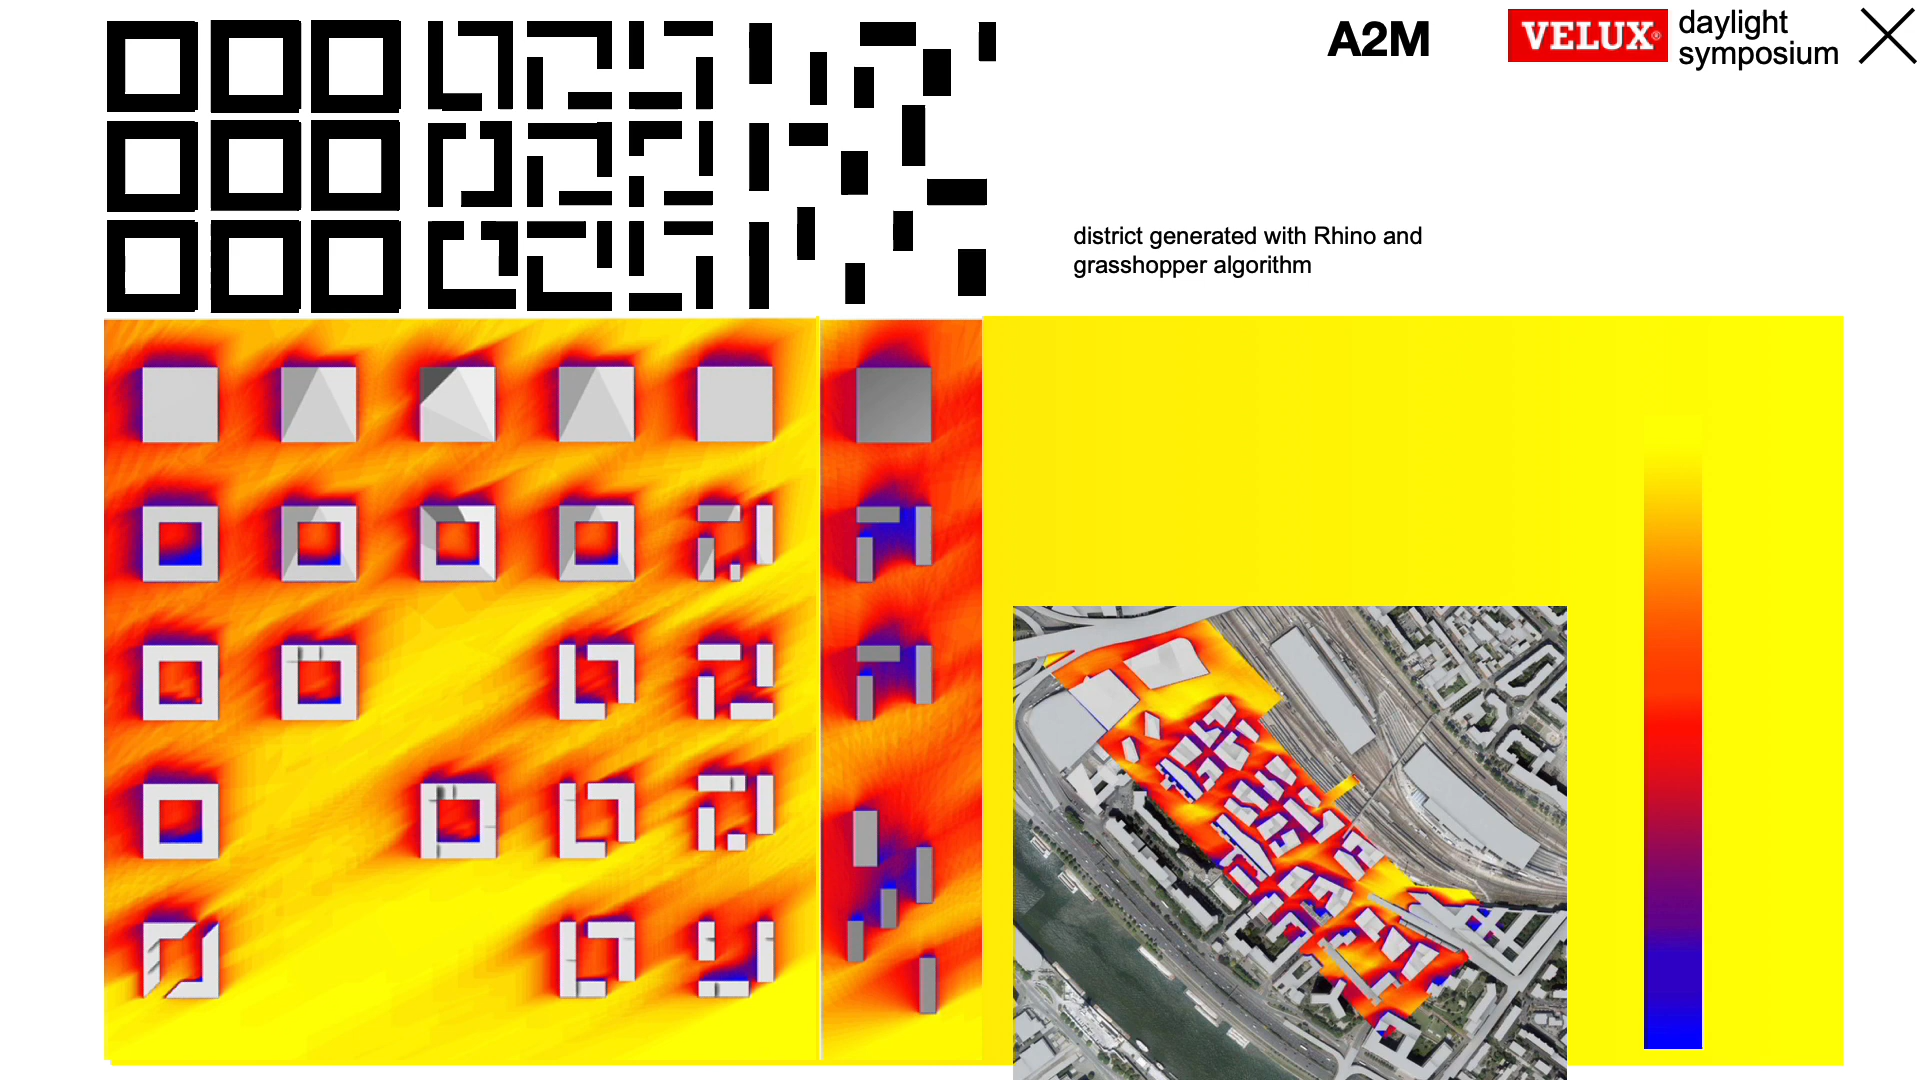 A2M
VELUX®
daylight
symposium
district generated with Rhino and
grasshopper algorithm